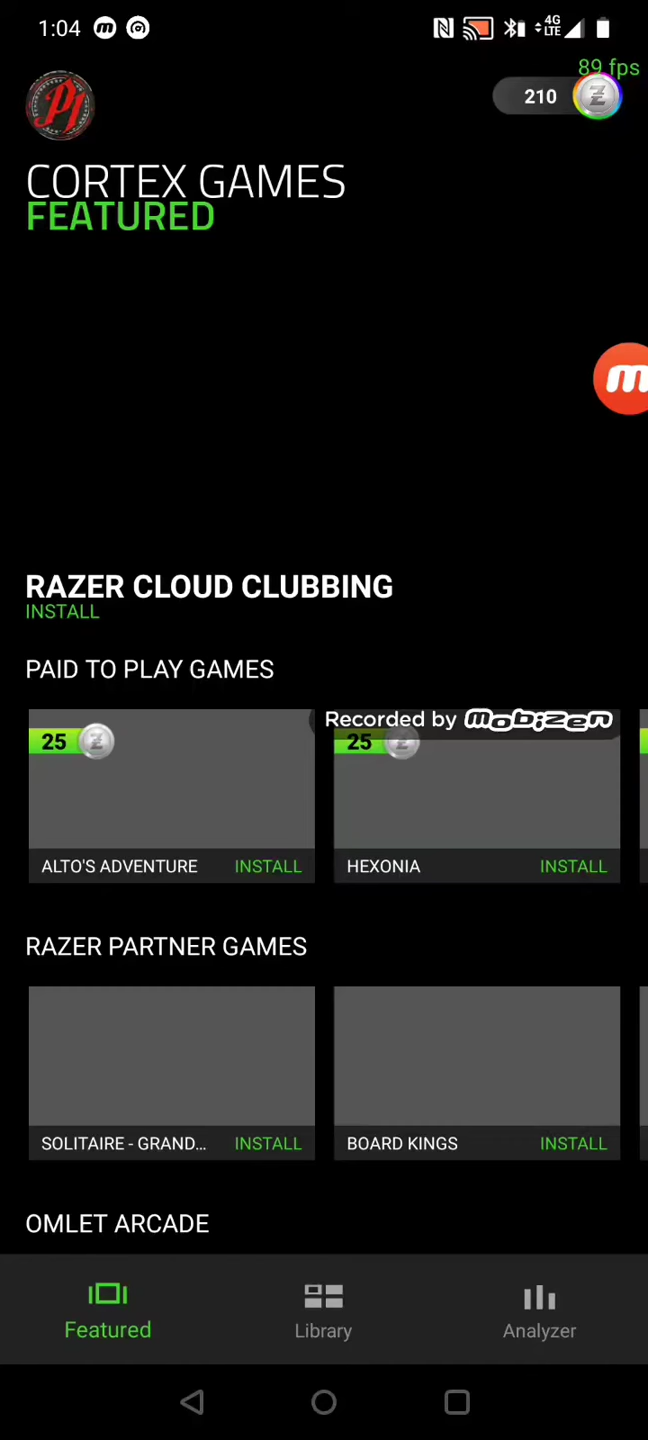 1:04
4G
LTE
89 fps
210
CORTEX GAMES
FEATURED
RAZER CLOUD CLUBBING
INSTALL
PAID TO PLAY GAMES
Recorded by mobizen
25
25
ALTO'S ADVENTURE INSTALL
HEXONIA INSTALL
RAZER PARTNER GAMES
SOLITAIRE - GRAND... INSTALL
BOARD KINGS INSTALL
OMLET ARCADE
Featured
Library
Analyzer